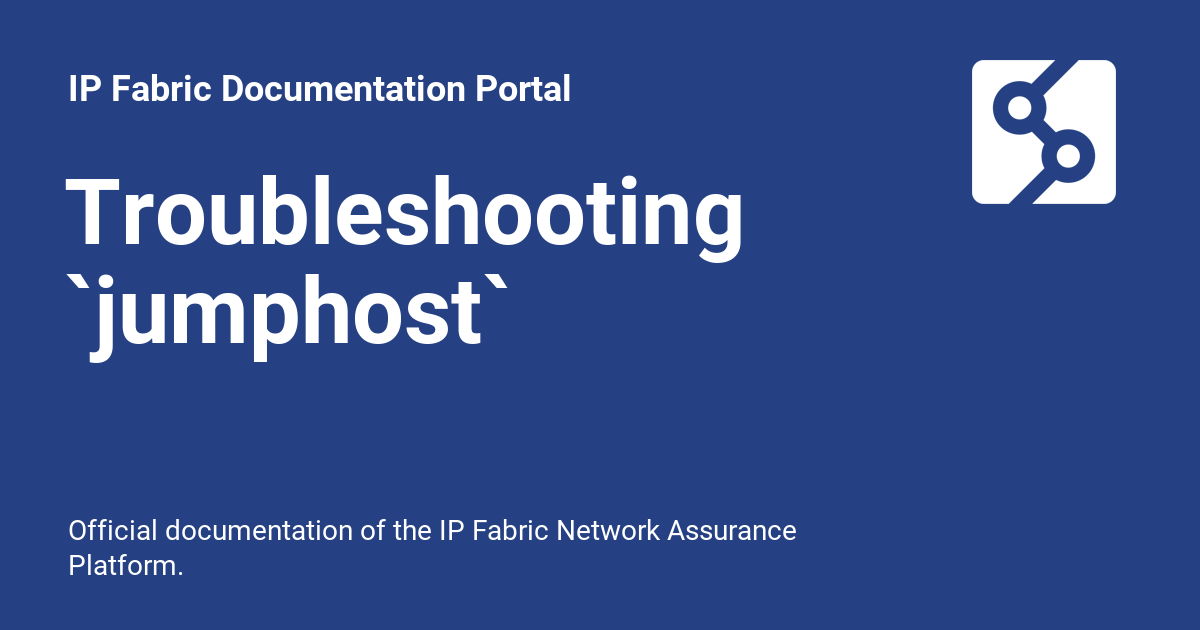 IP Fabric Documentation Portal
Troubleshooting
`jumphost`
Official documentation of the IP Fabric Network Assurance
Platform.